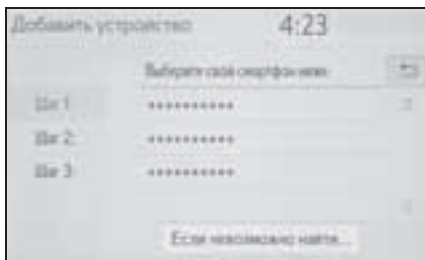 Добавить устройство 4:23
Выберите свой смартфон ниже
Шаг 1: **********
Шаг 2: **********
Шаг 3: **********
Если невозможно найти...